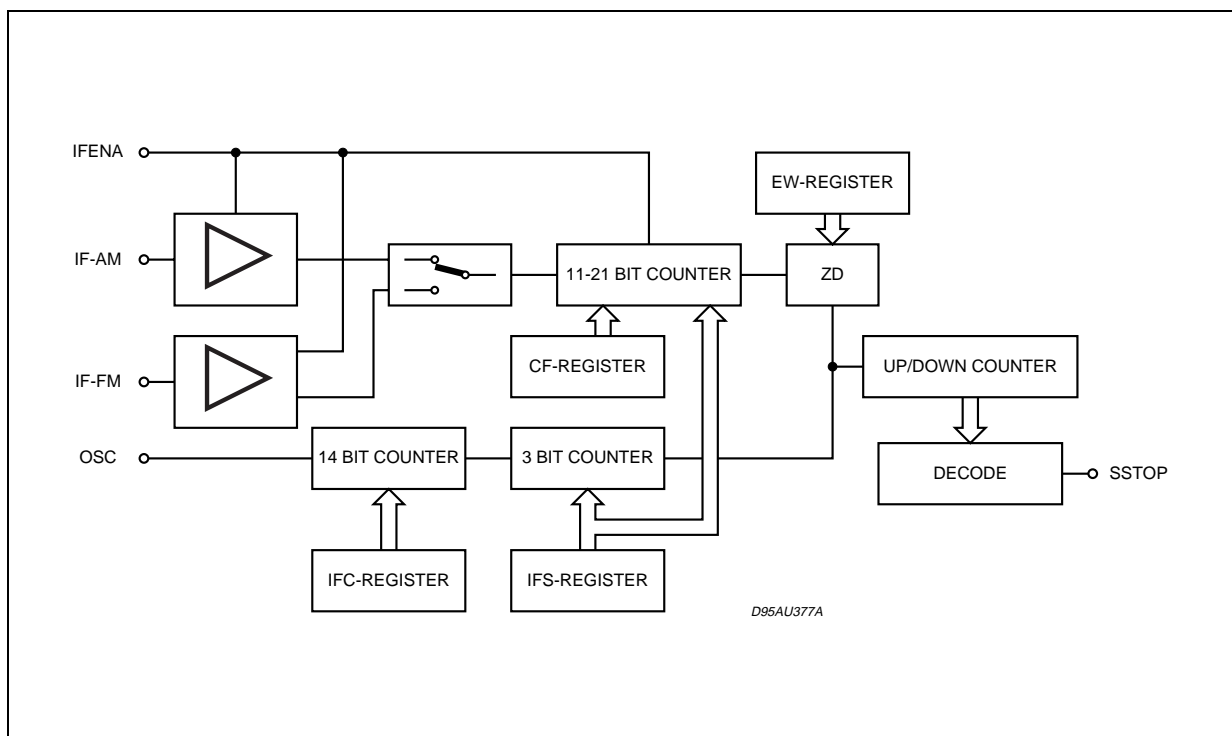 IFENA
EW-REGISTER
IF-AM
11-21 BIT COUNTER
ZD
CF-REGISTER
UP/DOWN COUNTER
IF-FM
OSC
14 BIT COUNTER
3 BIT COUNTER
DECODE
SSTOP
IFC-REGISTER
IFS-REGISTER
D95AU377A